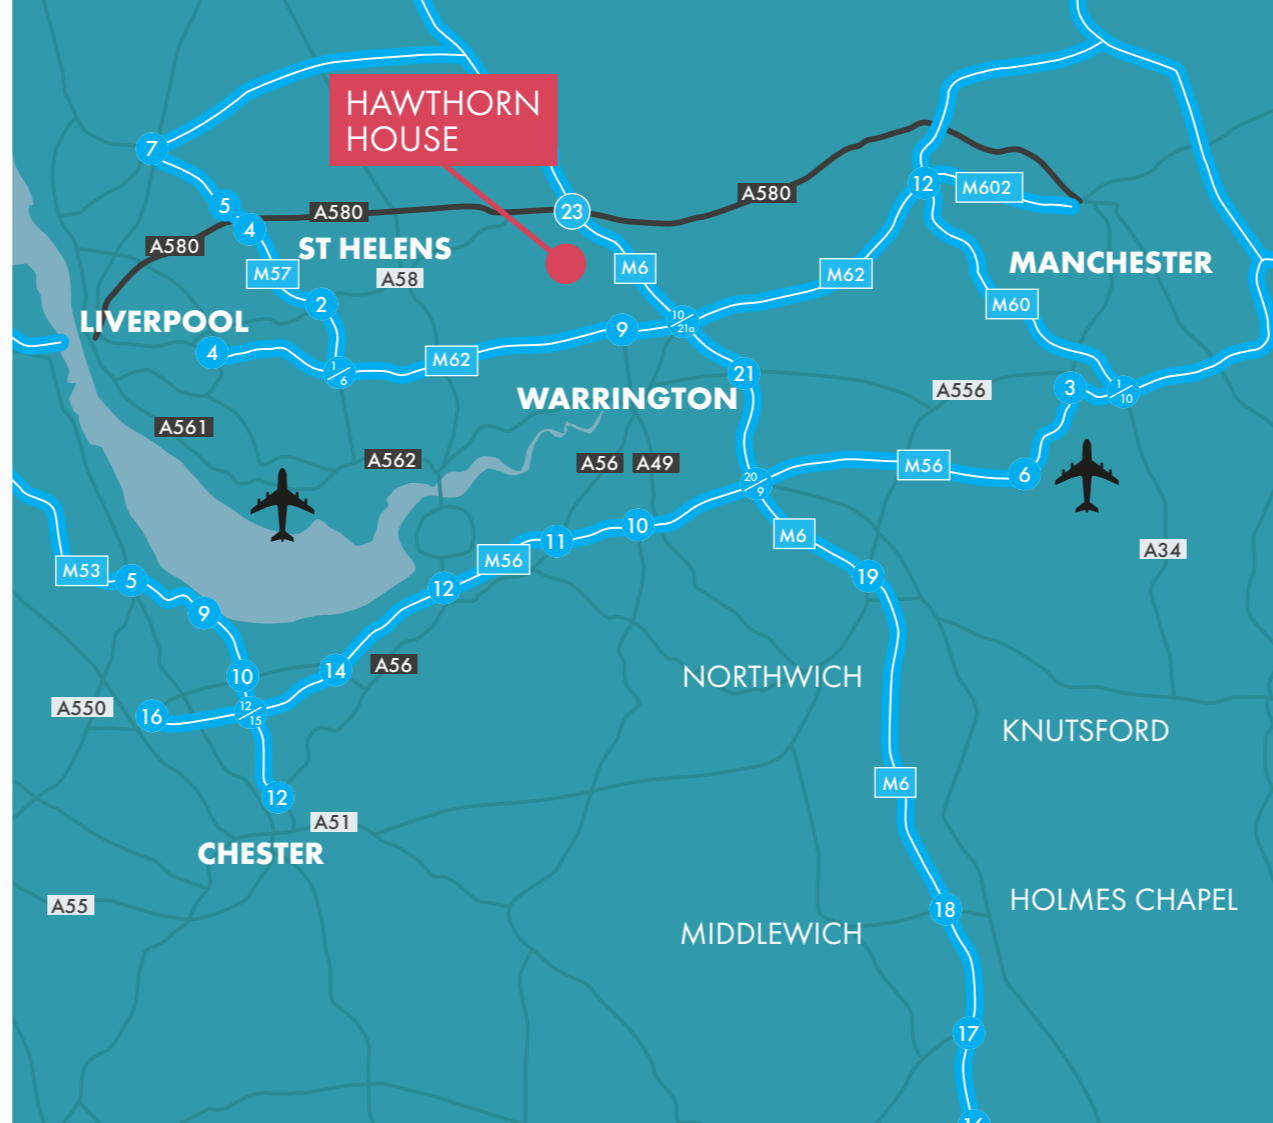 HAWTHORN
HOUSE
7
5
4
A580
A580
A580
23
12
M602
ST HELENS
M57
A58
M6
M62
MANCHESTER
2
M60
LIVERPOOL
4
1
6
M62
9
10
21a
21
WARRINGTON
A556
3
1
10
A561
A562
A56
A49
20
9
M56
6
M53
5
9
10
12
15
16
A550
12
CHESTER
A51
A55
14
A56
12
M56
11
10
M6
19
A34
NORTHWICH
KNUTSFORD
M6
18
HOLMES CHAPEL
MIDDLEWICH
17
16